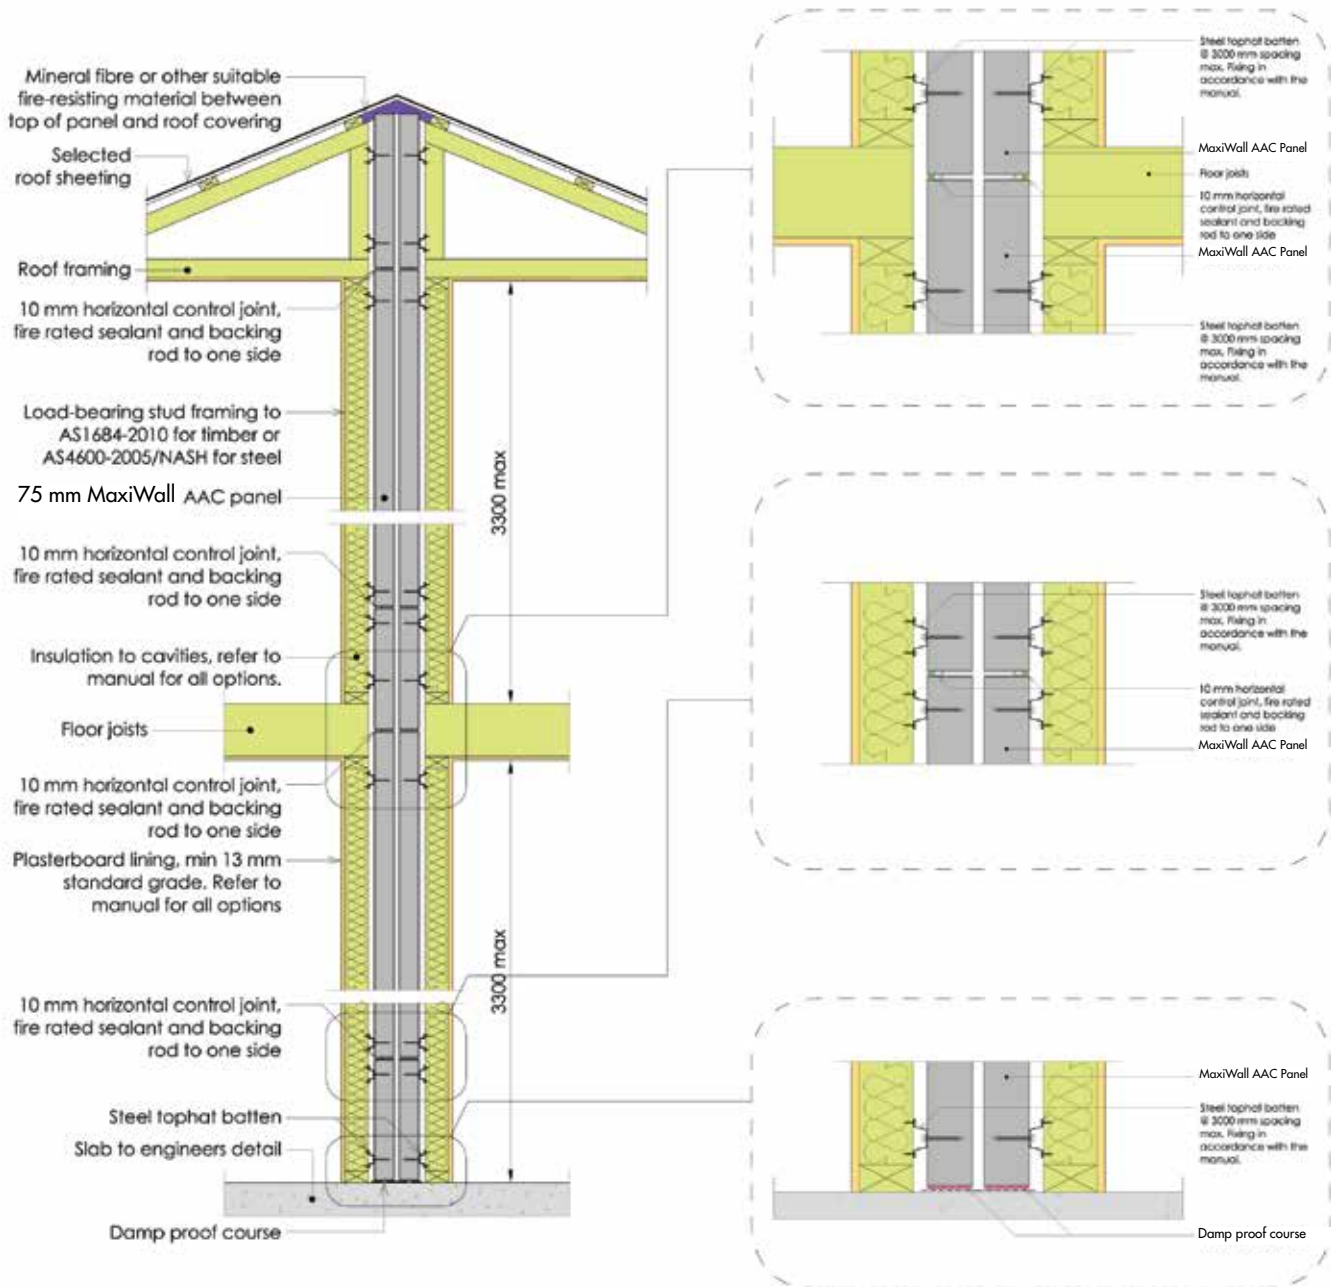 Mineral fibre or other suitable
fire-resisting material between
top of panel and roof covering
Selected
roof sheeting
Roof framing
10 mm horizontal control joint,
fire rated sealant and backing
rod to one side
Load-bearing stud framing to
AS1684-2010 for timber or
AS4600-2005/NASH for steel
75 mm MaxiWall AAC panel
10 mm horizontal control joint,
fire rated sealant and backing
rod to one side
Insulation to cavities, refer to
manual for all options.
Floor joists
10 mm horizontal control joint,
fire rated sealant and backing
rod to one side
Plasterboard lining, min 13 mm
standard grade. Refer to
manual for all options
10 mm horizontal control joint,
fire rated sealant and backing
rod to one side
Steel tophat batten
Slab to engineers detail
Damp proof course
3300 max
3300 max
Steel tophat batten
@ 3000 mm spacing
max. Fixing in
accordance with the
manual.
MaxiWall AAC Panel
Floor joists
10 mm horizontal
control joint, fire rated
sealant and backing
rod to one side
MaxiWall AAC Panel
Steel tophat batten
@ 3000 mm spacing
max. Fixing in
accordance with the
manual.
Steel tophat batten
@ 3000 mm spacing
max. Fixing in
accordance with the
manual.
10 mm horizontal
control joint, fire rated
sealant and backing
rod to one side
MaxiWall AAC Panel
MaxiWall AAC Panel
Steel tophat batten
@ 3000 mm spacing
max. Fixing in
accordance with the
manual.
Damp proof course